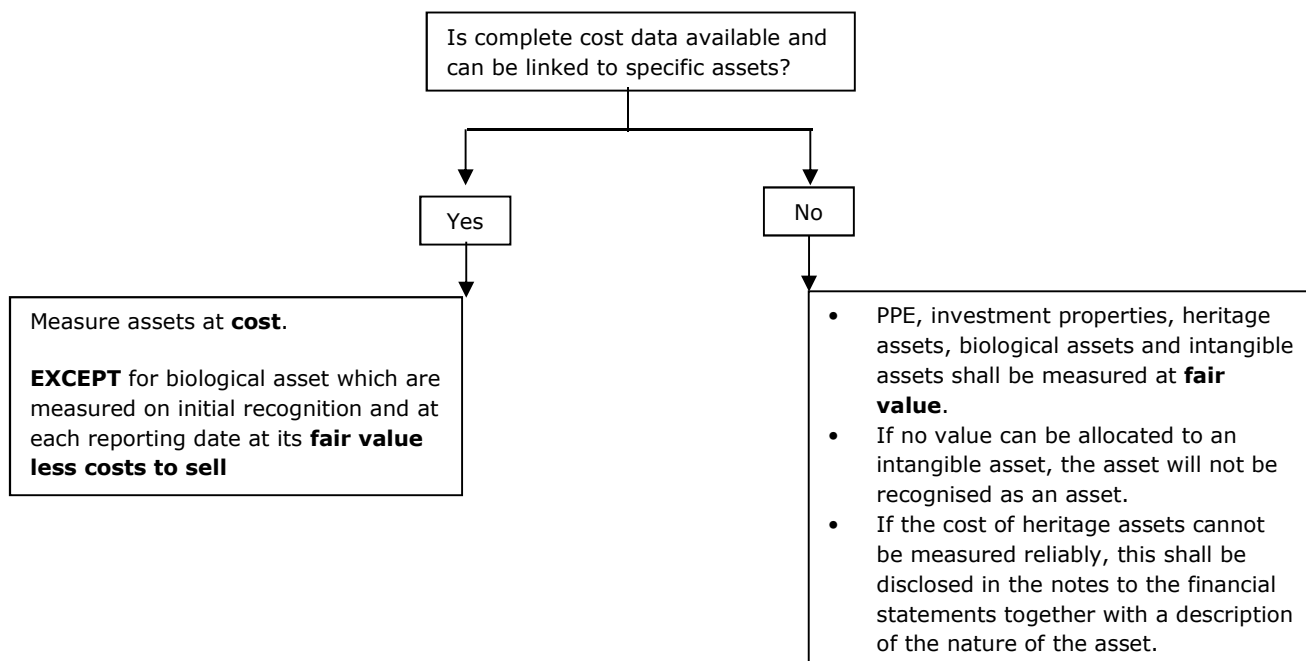 Is complete cost data available and
can be linked to specific assets?
Yes
No
Measure assets at cost.
EXCEPT for biological asset which are
measured on initial recognition and at
each reporting date at its fair value
less costs to sell
• PPE, investment properties, heritage
assets, biological assets and intangible
assets shall be measured at fair
value.
• If no value can be allocated to an
intangible asset, the asset will not be
recognised as an asset.
• If the cost of heritage assets cannot
be measured reliably, this shall be
disclosed in the notes to the financial
statements together with a description
of the nature of the asset.